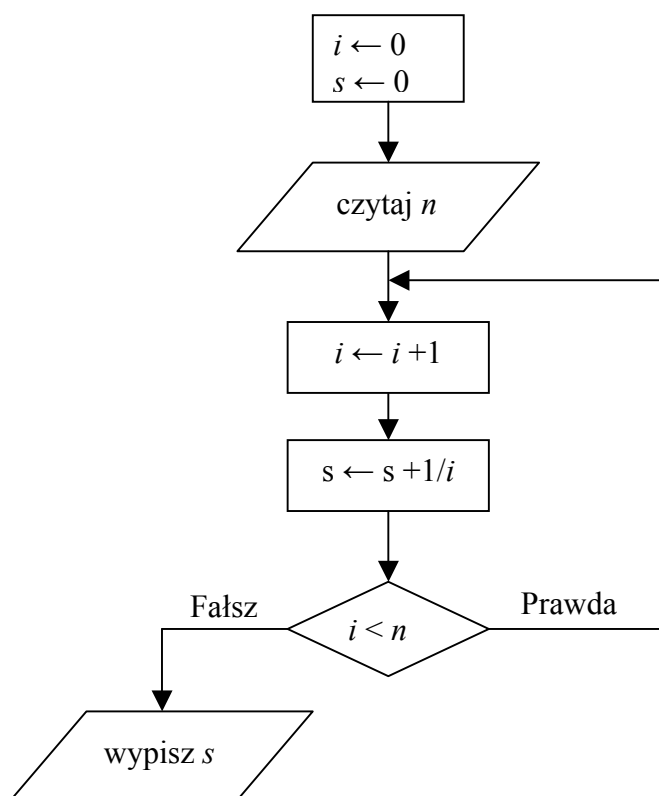 i ← 0
s ← 0
czytaj n
i ← i +1
s ← s +1/i
Fałsz
i < n
Prawda
wypisz s